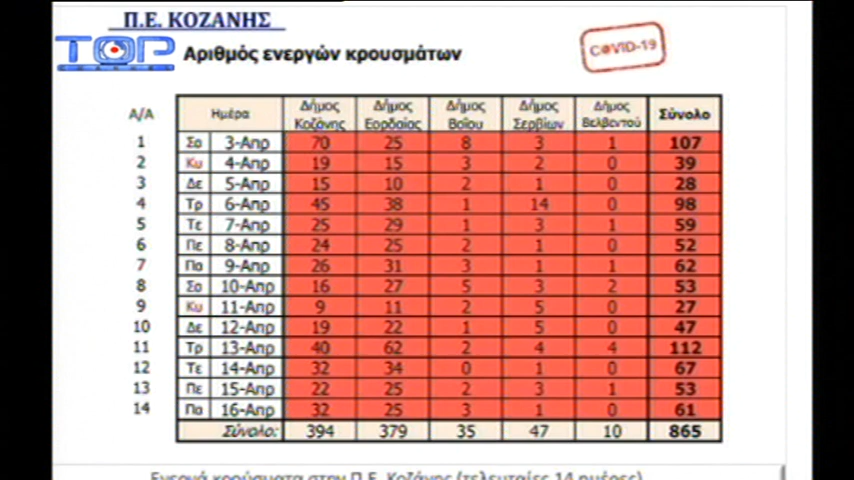 Π.Ε. ΚΟΖΑΝΗΣ
TOP
Αριθμός ενεργών κρουσμάτων
COVID-19
Α/Α Ημέρα Δήμος Κοζάνης Δήμος Εορδαίας Δήμος Βοΐου Δήμος Σερβίων Δήμος Βελβεντού Σύνολο
1 Σα 3-Απρ 70 25 8 3 1 107
2 Κυ 4-Απρ 19 15 3 2 0 39
3 Δε 5-Απρ 15 10 2 1 0 28
4 Τρ 6-Απρ 45 38 1 14 0 98
5 Τε 7-Απρ 25 29 1 3 1 59
6 Πε 8-Απρ 24 25 2 1 0 52
7 Πα 9-Απρ 26 31 3 1 1 62
8 Σα 10-Απρ 16 27 5 3 2 53
9 Κυ 11-Απρ 9 11 2 5 0 27
10 Δε 12-Απρ 19 22 1 5 0 47
11 Τρ 13-Απρ 40 62 2 4 4 112
12 Τε 14-Απρ 32 34 0 1 0 67
13 Πε 15-Απρ 22 25 2 3 1 53
14 Πα 16-Απρ 32 25 3 1 0 61
Σύνολο: 394 379 35 47 10 865
Ενεργά κρούσματα στην Π.Ε. Κοζάνης (τελευταίες 14 ημέρες)